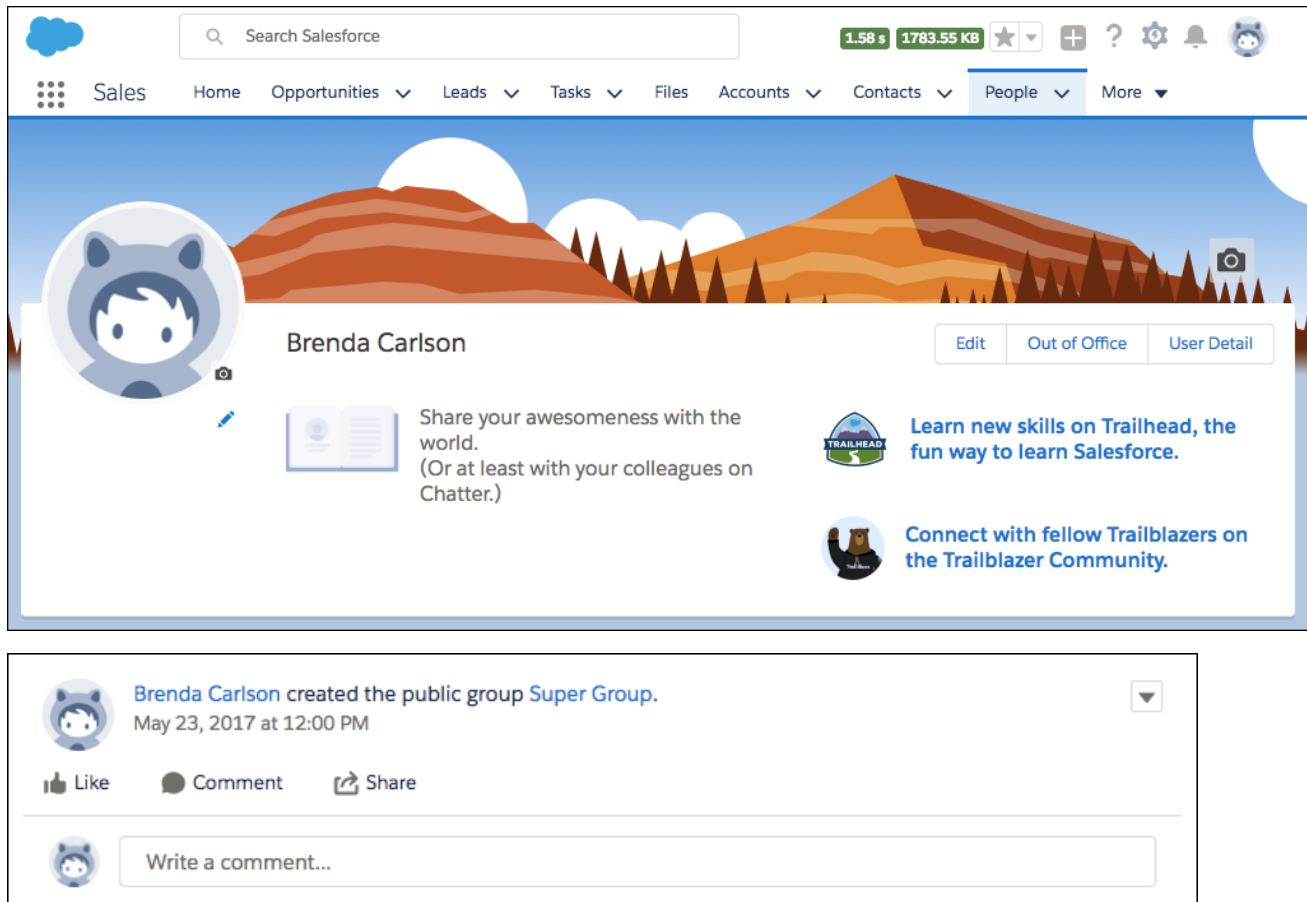 Search Salesforce
1.58 s 1783.55 KB
Sales Home Opportunities Leads Tasks Files Accounts Contacts People More
Brenda Carlson
Edit Out of Office User Detail
Share your awesomeness with the
world.
(Or at least with your colleagues on
Chatter.)
TRAILHEAD
Learn new skills on Trailhead, the
fun way to learn Salesforce.
Connect with fellow Trailblazers on
the Trailblazer Community.
Brenda Carlson created the public group Super Group.
May 23, 2017 at 12:00 PM
Like Comment Share
Write a comment...